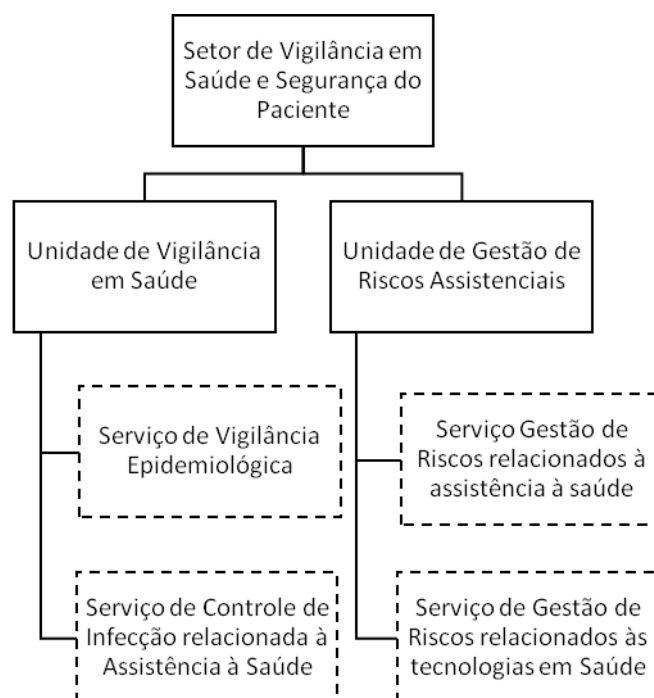 Setor de Vigilância em
Saúde e Segurança do
Paciente
Unidade de Vigilância
em Saúde
Unidade de Gestão de
Riscos Assistenciais
Serviço de Vigilância
Epidemiológica
Serviço Gestão de
Riscos relacionados à
assistência à saúde
Serviço de Controle de
Infecção relacionada à
Assistência à Saúde
Serviço de Gestão de
Riscos relacionados às
tecnologias em Saúde